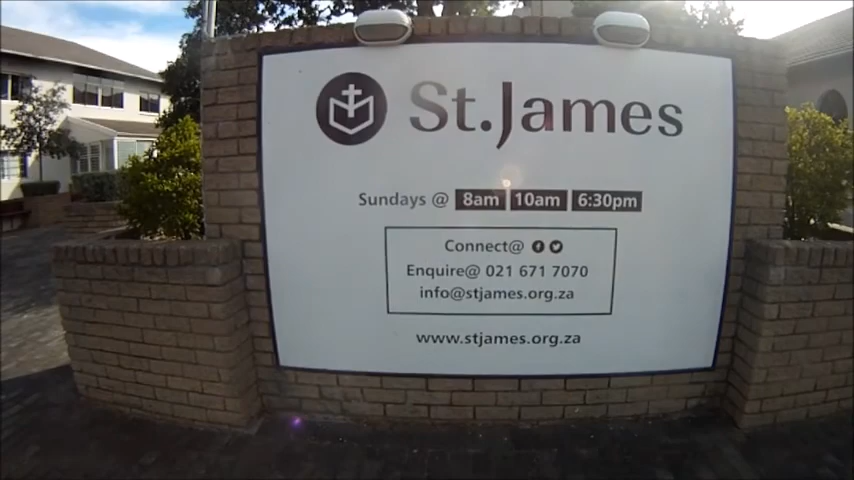 St. James
Sundays @ 8am 10am 6:30pm
Connect@
Enquire@ 021 671 7070
info@stjames.org.za
www.stjames.org.za